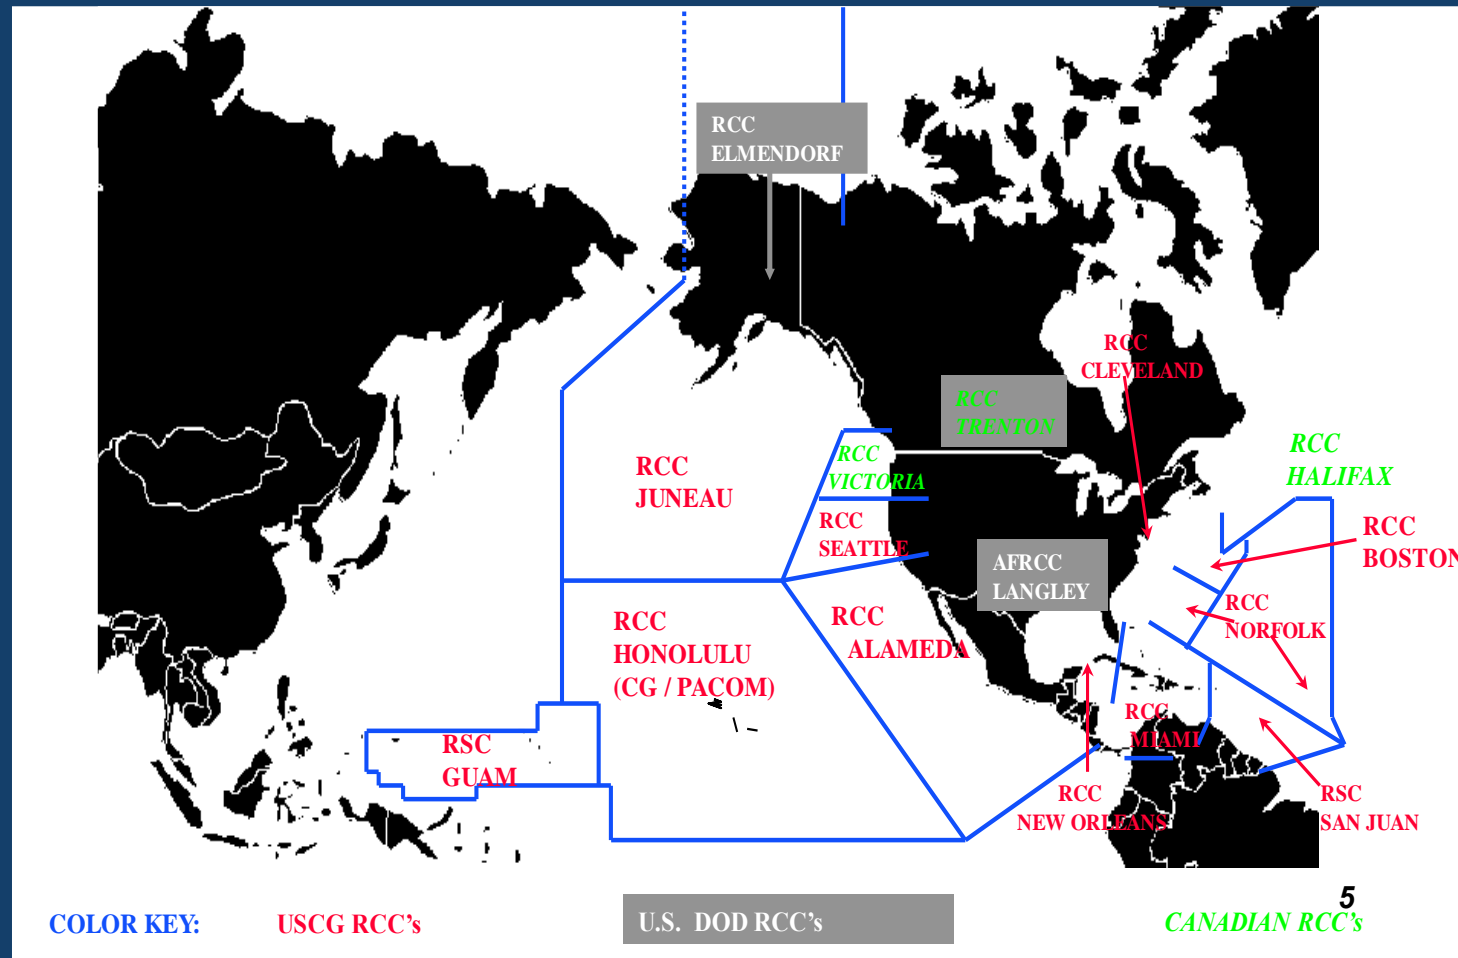 RCC
ELMENDORF
RCC
CLEVELAND
RCC
TRENTON
RCC
HALIFAX
RCC
VICTORIA
RCC
JUNEAU
RCC
SEATTLE
RCC
BOSTON
AFRCC
LANGLEY
RCC
NORFOLK
RCC
HONOLULU
(CG / PACOM)
RCC
ALAMEDA
RCC
MIAMI
RSC
GUAM
RCC
NEW ORLEANS
RSC
SAN JUAN
5
COLOR KEY:
USCG RCC's
U.S. DOD RCC's
CANADIAN RCC's